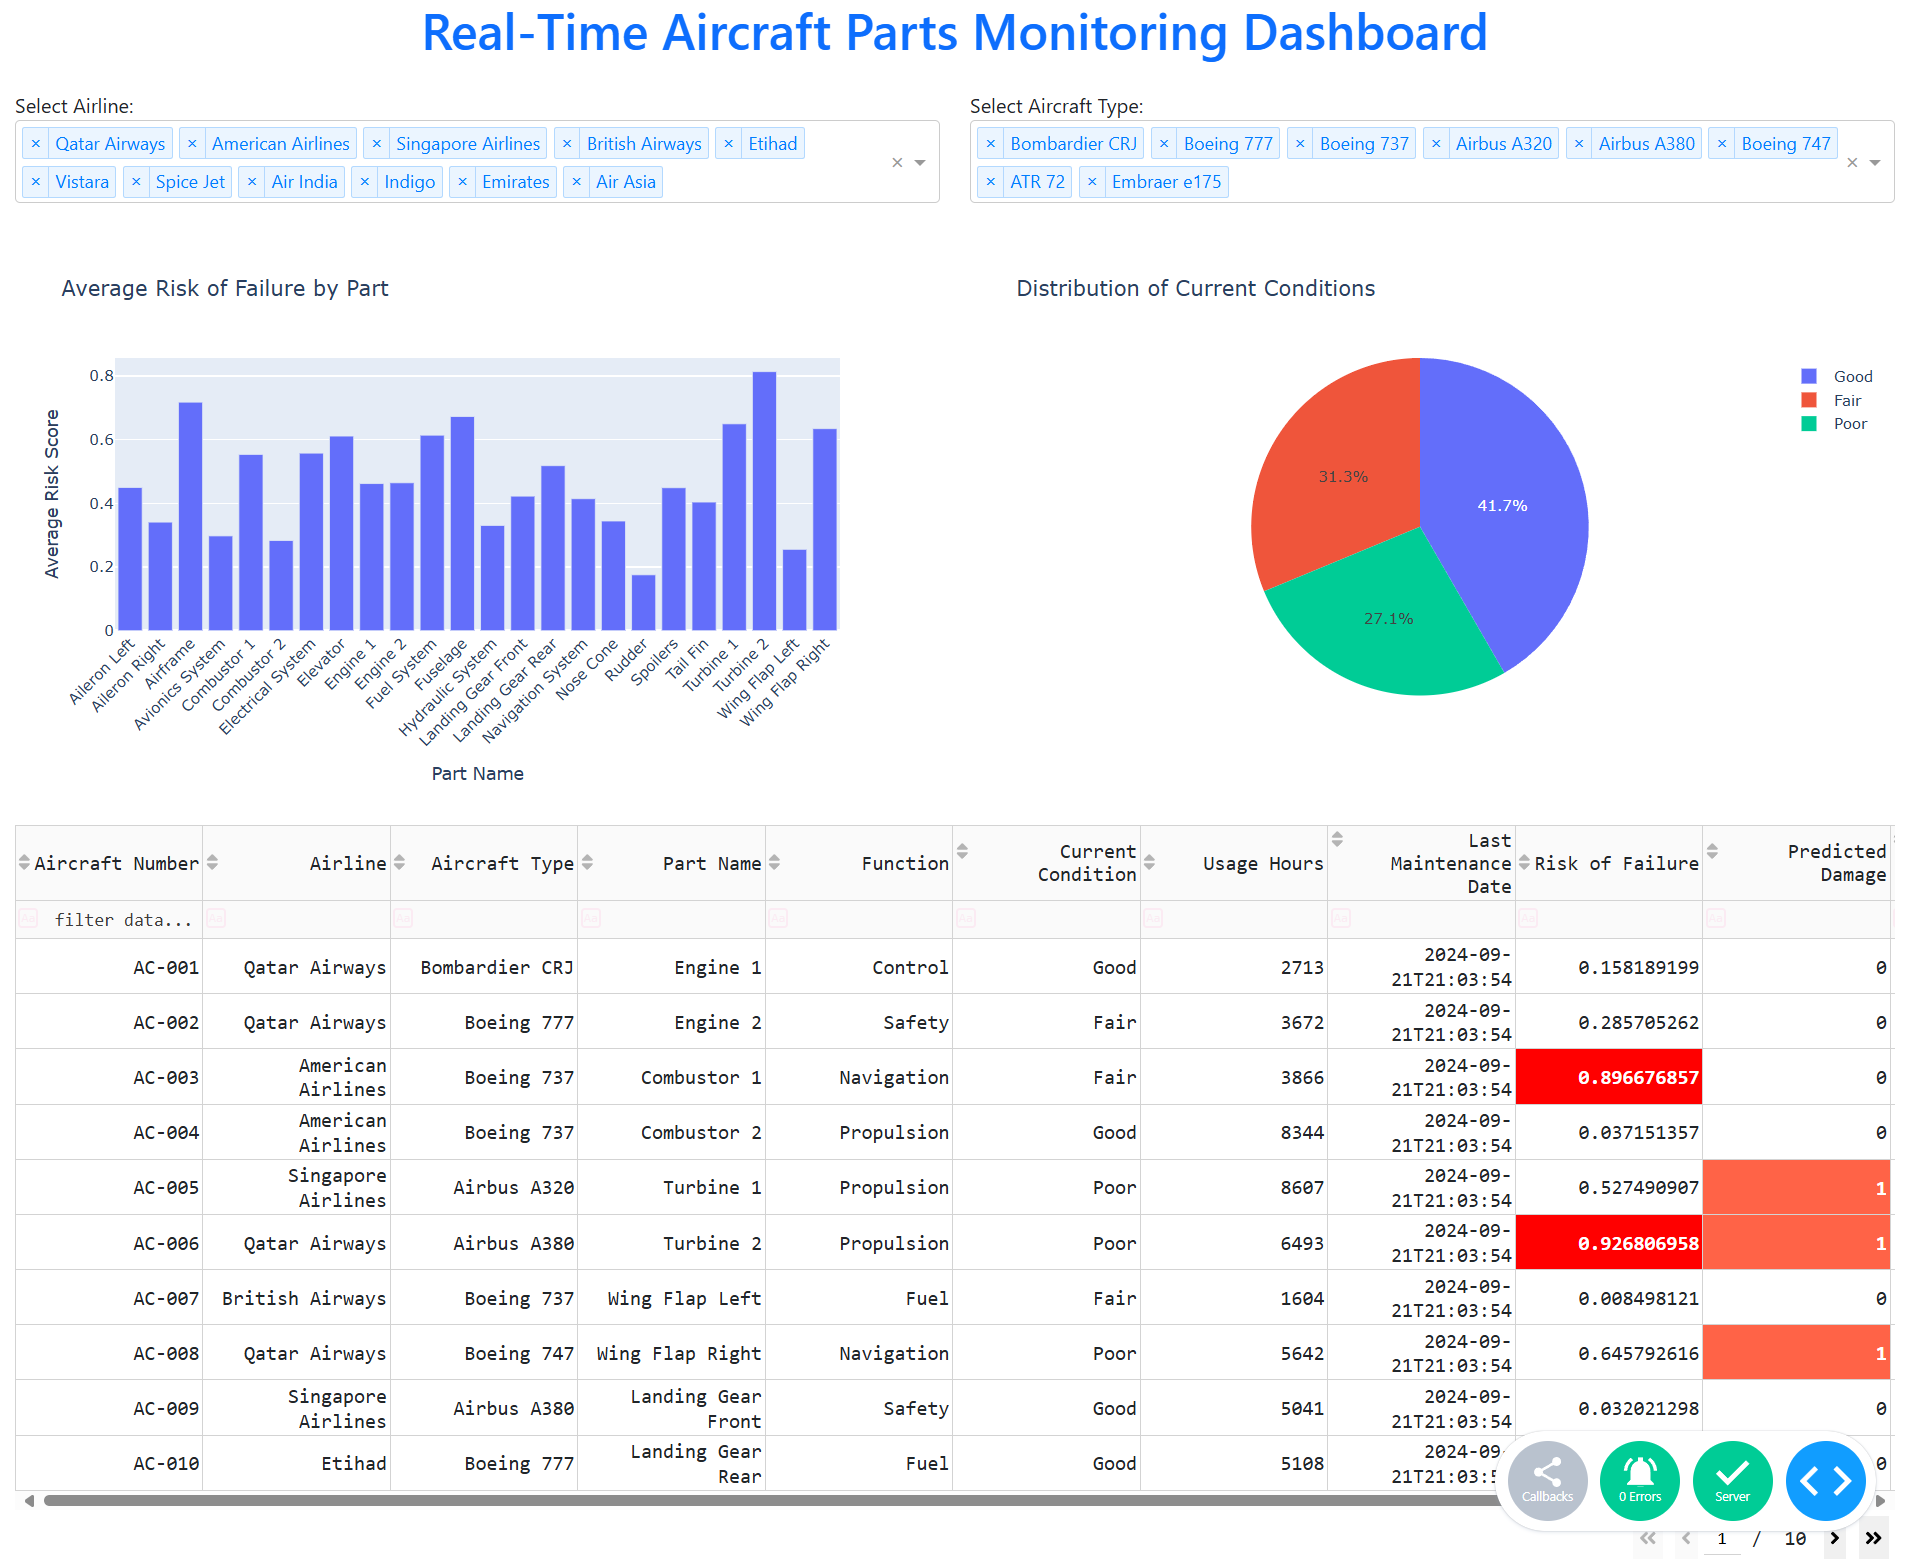 Real-Time Aircraft Parts Monitoring Dashboard
Select Airline:
× Qatar Airways × American Airlines × Singapore Airlines × British Airways × Etihad
× Vistara × Spice Jet × Air India × Indigo × Emirates × Air Asia
Select Aircraft Type:
× Bombardier CRJ × Boeing 777 × Boeing 737 × Airbus A320 × Airbus A380 × Boeing 747
× ATR 72 × Embraer e175
Average Risk of Failure by Part
0.8
0.6
0.4
0.2
0
Average Risk Score
Aileron Left
Aileron Right
Airframe
Avionics System
Combustor 1
Combustor 2
Electrical System
Elevator
Engine 1
Engine 2
Fuel System
Fuselage
Hydraulic System
Landing Gear Front
Landing Gear Rear
Navigation System
Nose Cone
Rudder
Spoilers
Tail Fin
Turbine 1
Turbine 2
Wing Flap Left
Wing Flap Right
Part Name
Distribution of Current Conditions
41.7%
31.3%
27.1%
Good
Fair
Poor
Aircraft Number Airline Aircraft Type Part Name Function Current Condition Usage Hours Last Maintenance Date Risk of Failure Predicted Damage
Aa filter data... Aa Aa Aa Aa Aa Aa Aa Aa Aa
AC-001 Qatar Airways Bombardier CRJ Engine 1 Control Good 2713 2024-09-21T21:03:54 0.158189199 0
AC-002 Qatar Airways Boeing 777 Engine 2 Safety Fair 3672 2024-09-21T21:03:54 0.285705262 0
AC-003 American Airlines Boeing 737 Combustor 1 Navigation Fair 3866 2024-09-21T21:03:54 0.896676857 0
AC-004 American Airlines Boeing 737 Combustor 2 Propulsion Good 8344 2024-09-21T21:03:54 0.037151357 0
AC-005 Singapore Airlines Airbus A320 Turbine 1 Propulsion Poor 8607 2024-09-21T21:03:54 0.527490907 1
AC-006 Qatar Airways Airbus A380 Turbine 2 Propulsion Poor 6493 2024-09-21T21:03:54 0.926806958 1
AC-007 British Airways Boeing 737 Wing Flap Left Fuel Fair 1604 2024-09-21T21:03:54 0.008498121 0
AC-008 Qatar Airways Boeing 747 Wing Flap Right Navigation Poor 5642 2024-09-21T21:03:54 0.645792616 1
AC-009 Singapore Airlines Airbus A380 Landing Gear Front Safety Good 5041 2024-09-21T21:03:54 0.032021298 0
AC-010 Etihad Boeing 777 Landing Gear Rear Fuel Good 5108 2024-09-21T21:03: 0
Callbacks
0 Errors
Server
1 / 10